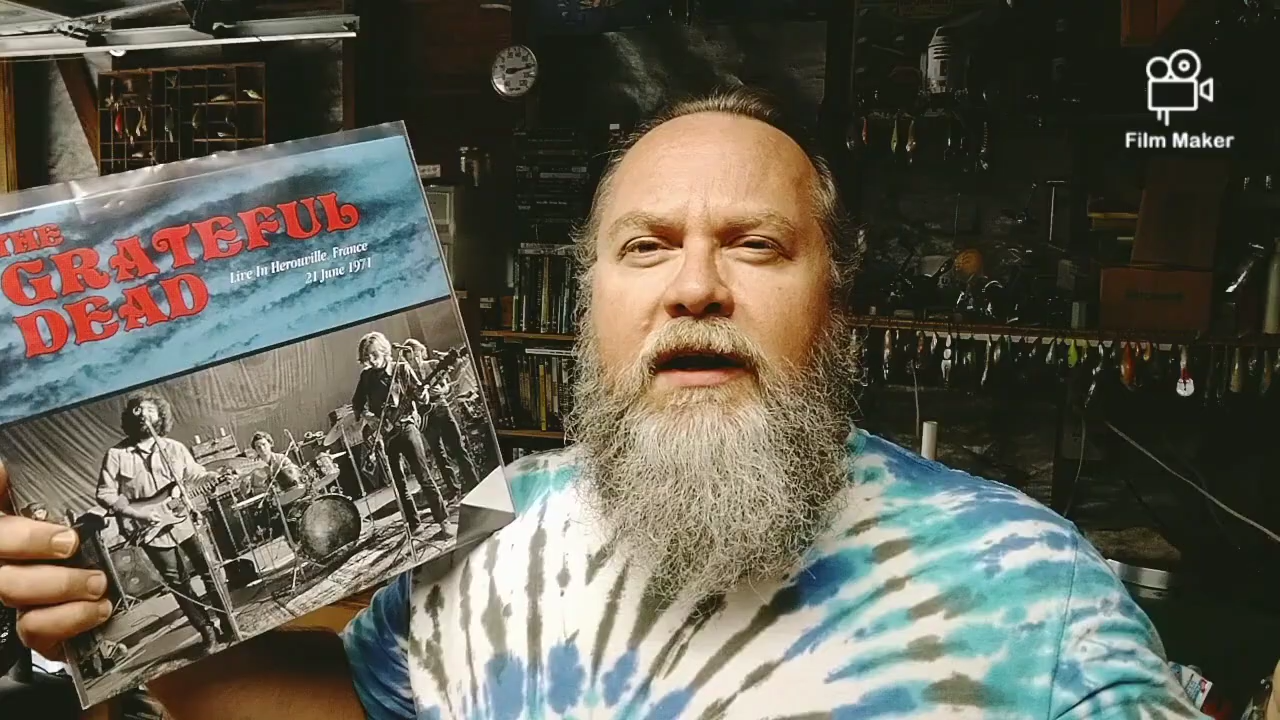 THE
GRATEFUL
DEAD
Live In Herouville, France
21 June 1971
Film Maker